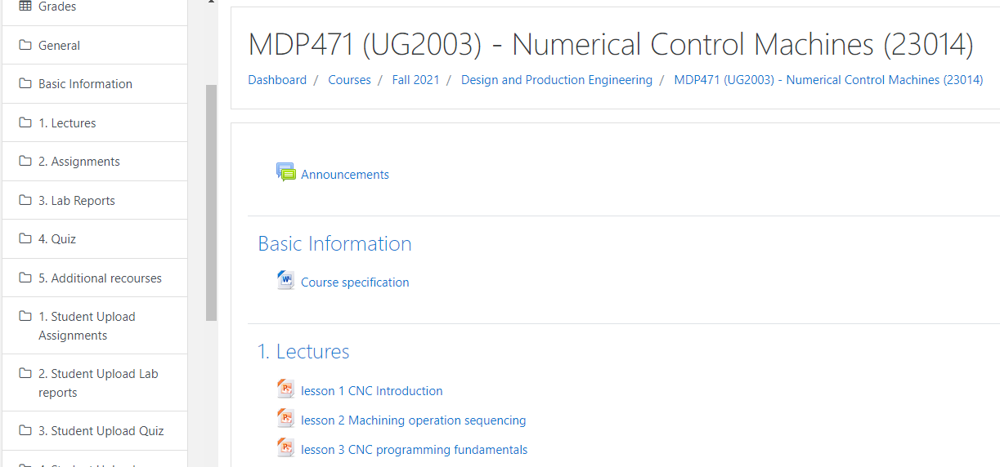 Grades
General
Basic Information
1. Lectures
2. Assignments
3. Lab Reports
4. Quiz
5. Additional recourses
1. Student Upload
Assignments
2. Student Upload Lab
reports
3. Student Upload Quiz
MDP471 (UG2003) - Numerical Control Machines (23014)
Dashboard / Courses / Fall 2021 / Design and Production Engineering / MDP471 (UG2003) - Numerical Control Machines (23014)
Announcements
Basic Information
Course specification
1. Lectures
lesson 1 CNC Introduction
lesson 2 Machining operation sequencing
lesson 3 CNC programming fundamentals